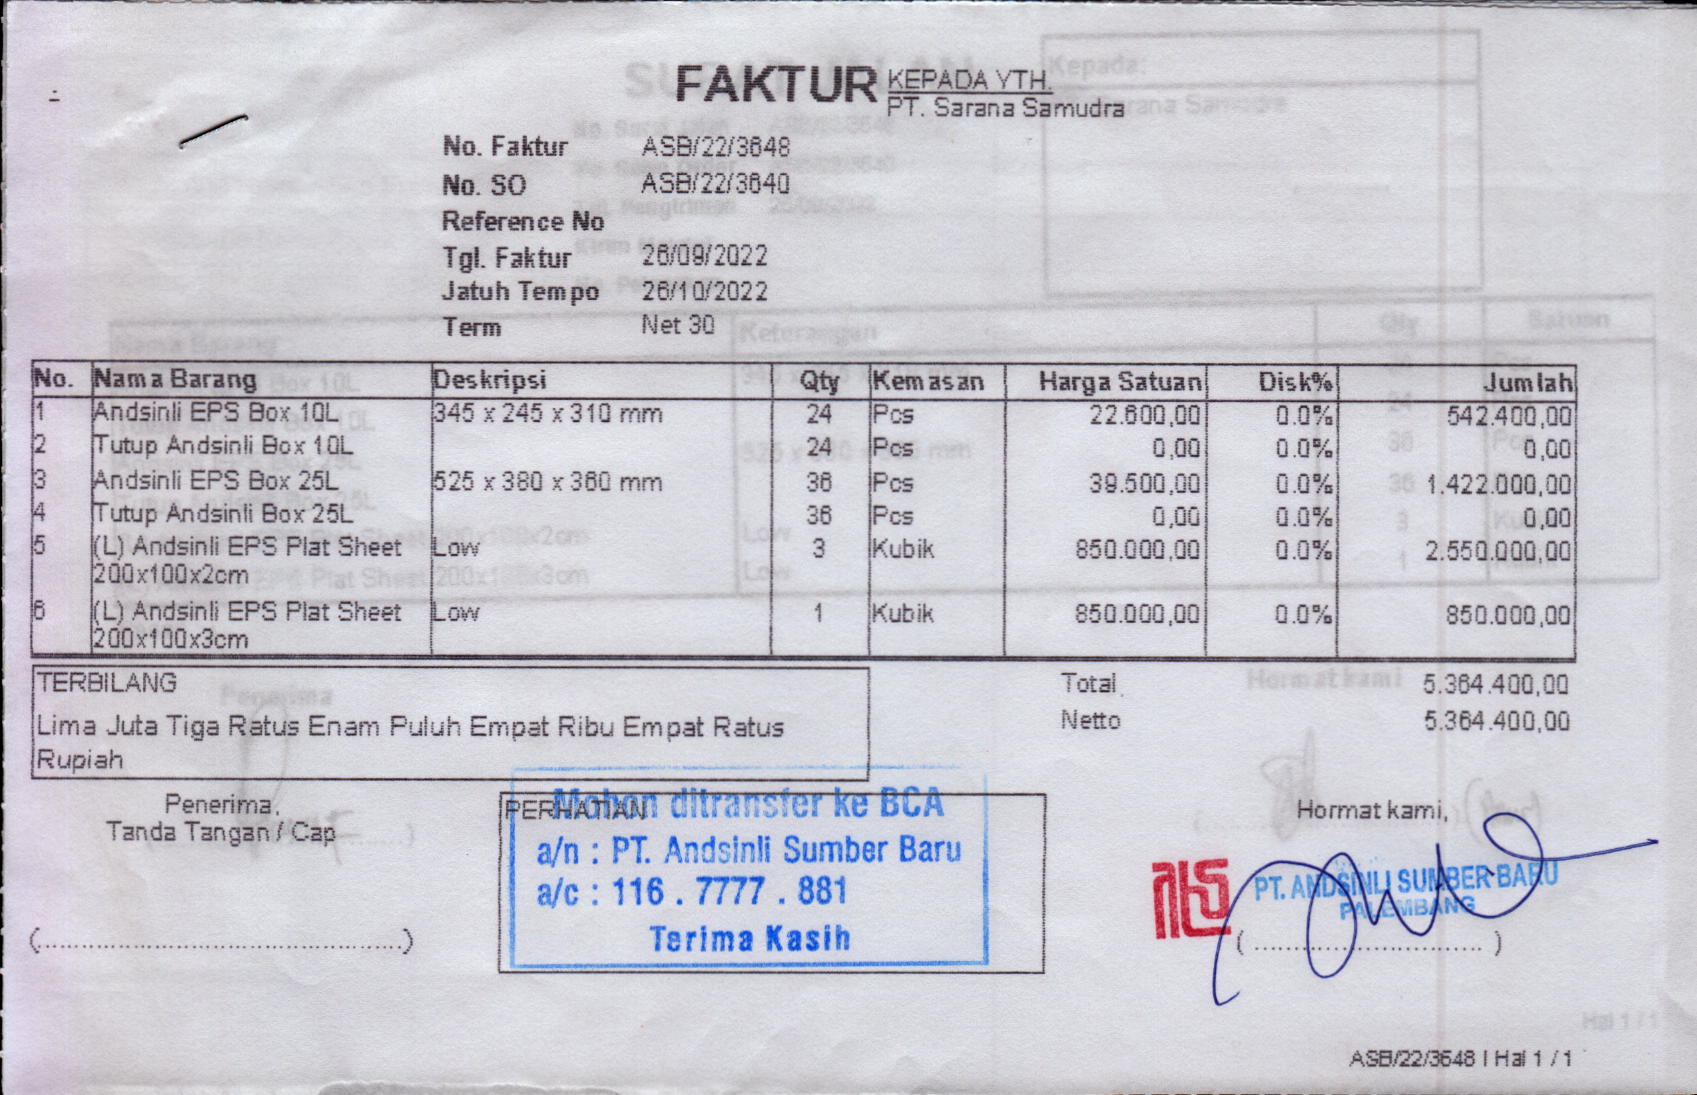 FAKTUR
KEPADA YTH.
PT. Sarana Samudra
No. Faktur ASB/22/3648
No. SO ASB/22/3640
Reference No
Tgl. Faktur 26/09/2022
Jatuh Tempo 26/10/2022
Term Net 30
No. Nama Barang Deskripsi Qty Kemasan Harga Satuan Disk% Jumlah
1 Andsinli EPS Box 10L 345 x 245 x 310 mm 24 Pcs 22.600,00 0.0% 542.400,00
2 Tutup Andsinli Box 10L 24 Pcs 0,00 0.0% 0,00
3 Andsinli EPS Box 25L 525 x 380 x 360 mm 36 Pcs 39.500,00 0.0% 1.422.000,00
4 Tutup Andsinli Box 25L 36 Pcs 0,00 0.0% 0,00
5 (L) Andsinli EPS Plat Sheet Low 3 Kubik 850.000,00 0.0% 2.550.000,00
200x100x2cm
6 (L) Andsinli EPS Plat Sheet Low 1 Kubik 850.000,00 0.0% 850.000,00
200x100x3cm
TERBILANG
Lima Juta Tiga Ratus Enam Puluh Empat Ribu Empat Ratus
Rupiah
Total 5.364.400,00
Netto 5.364.400,00
Penerima,
Tanda Tangan / Cap
(........................................)
PERHATIAN
Mohon ditransfer ke BCA
a/n : PT. Andsinli Sumber Baru
a/c : 116 . 7777 . 881
Terima Kasih
Hormat kami,
PT. ANDSINLI SUMBER BARU
PALEMBANG
( .............................. )
ASB/22/3648 | Hal 1 / 1